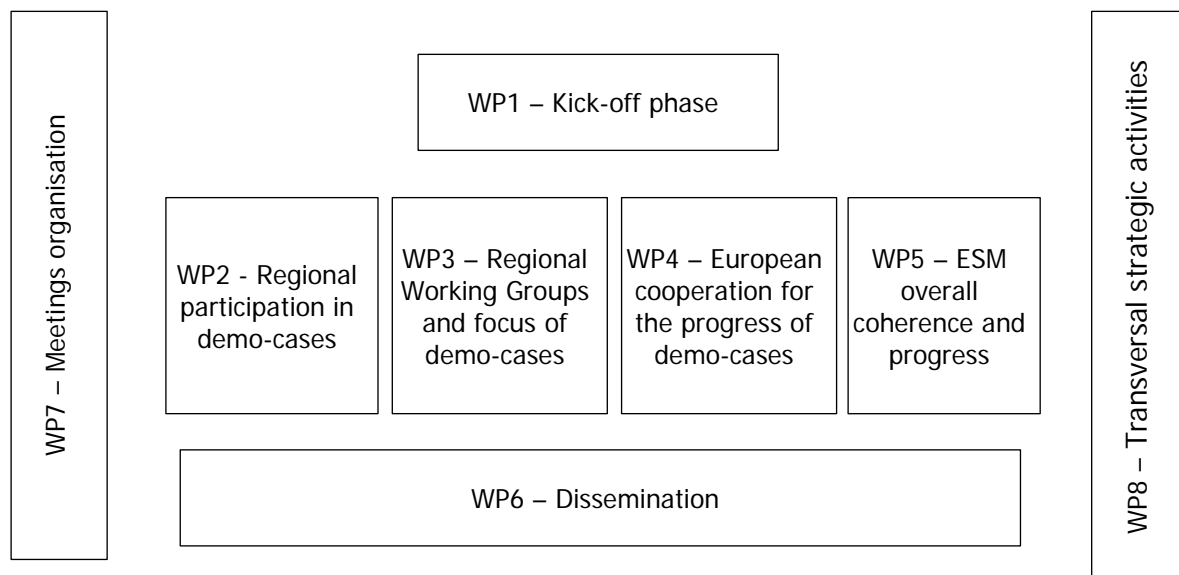 WP7 – Meetings organisation
WP1 – Kick-off phase
WP2 - Regional
participation in
demo-cases
WP3 – Regional
Working Groups
and focus of
demo-cases
WP4 – European
cooperation for
the progress of
demo-cases
WP5 – ESM
overall
coherence and
progress
WP6 – Dissemination
WP8 – Transversal strategic activities